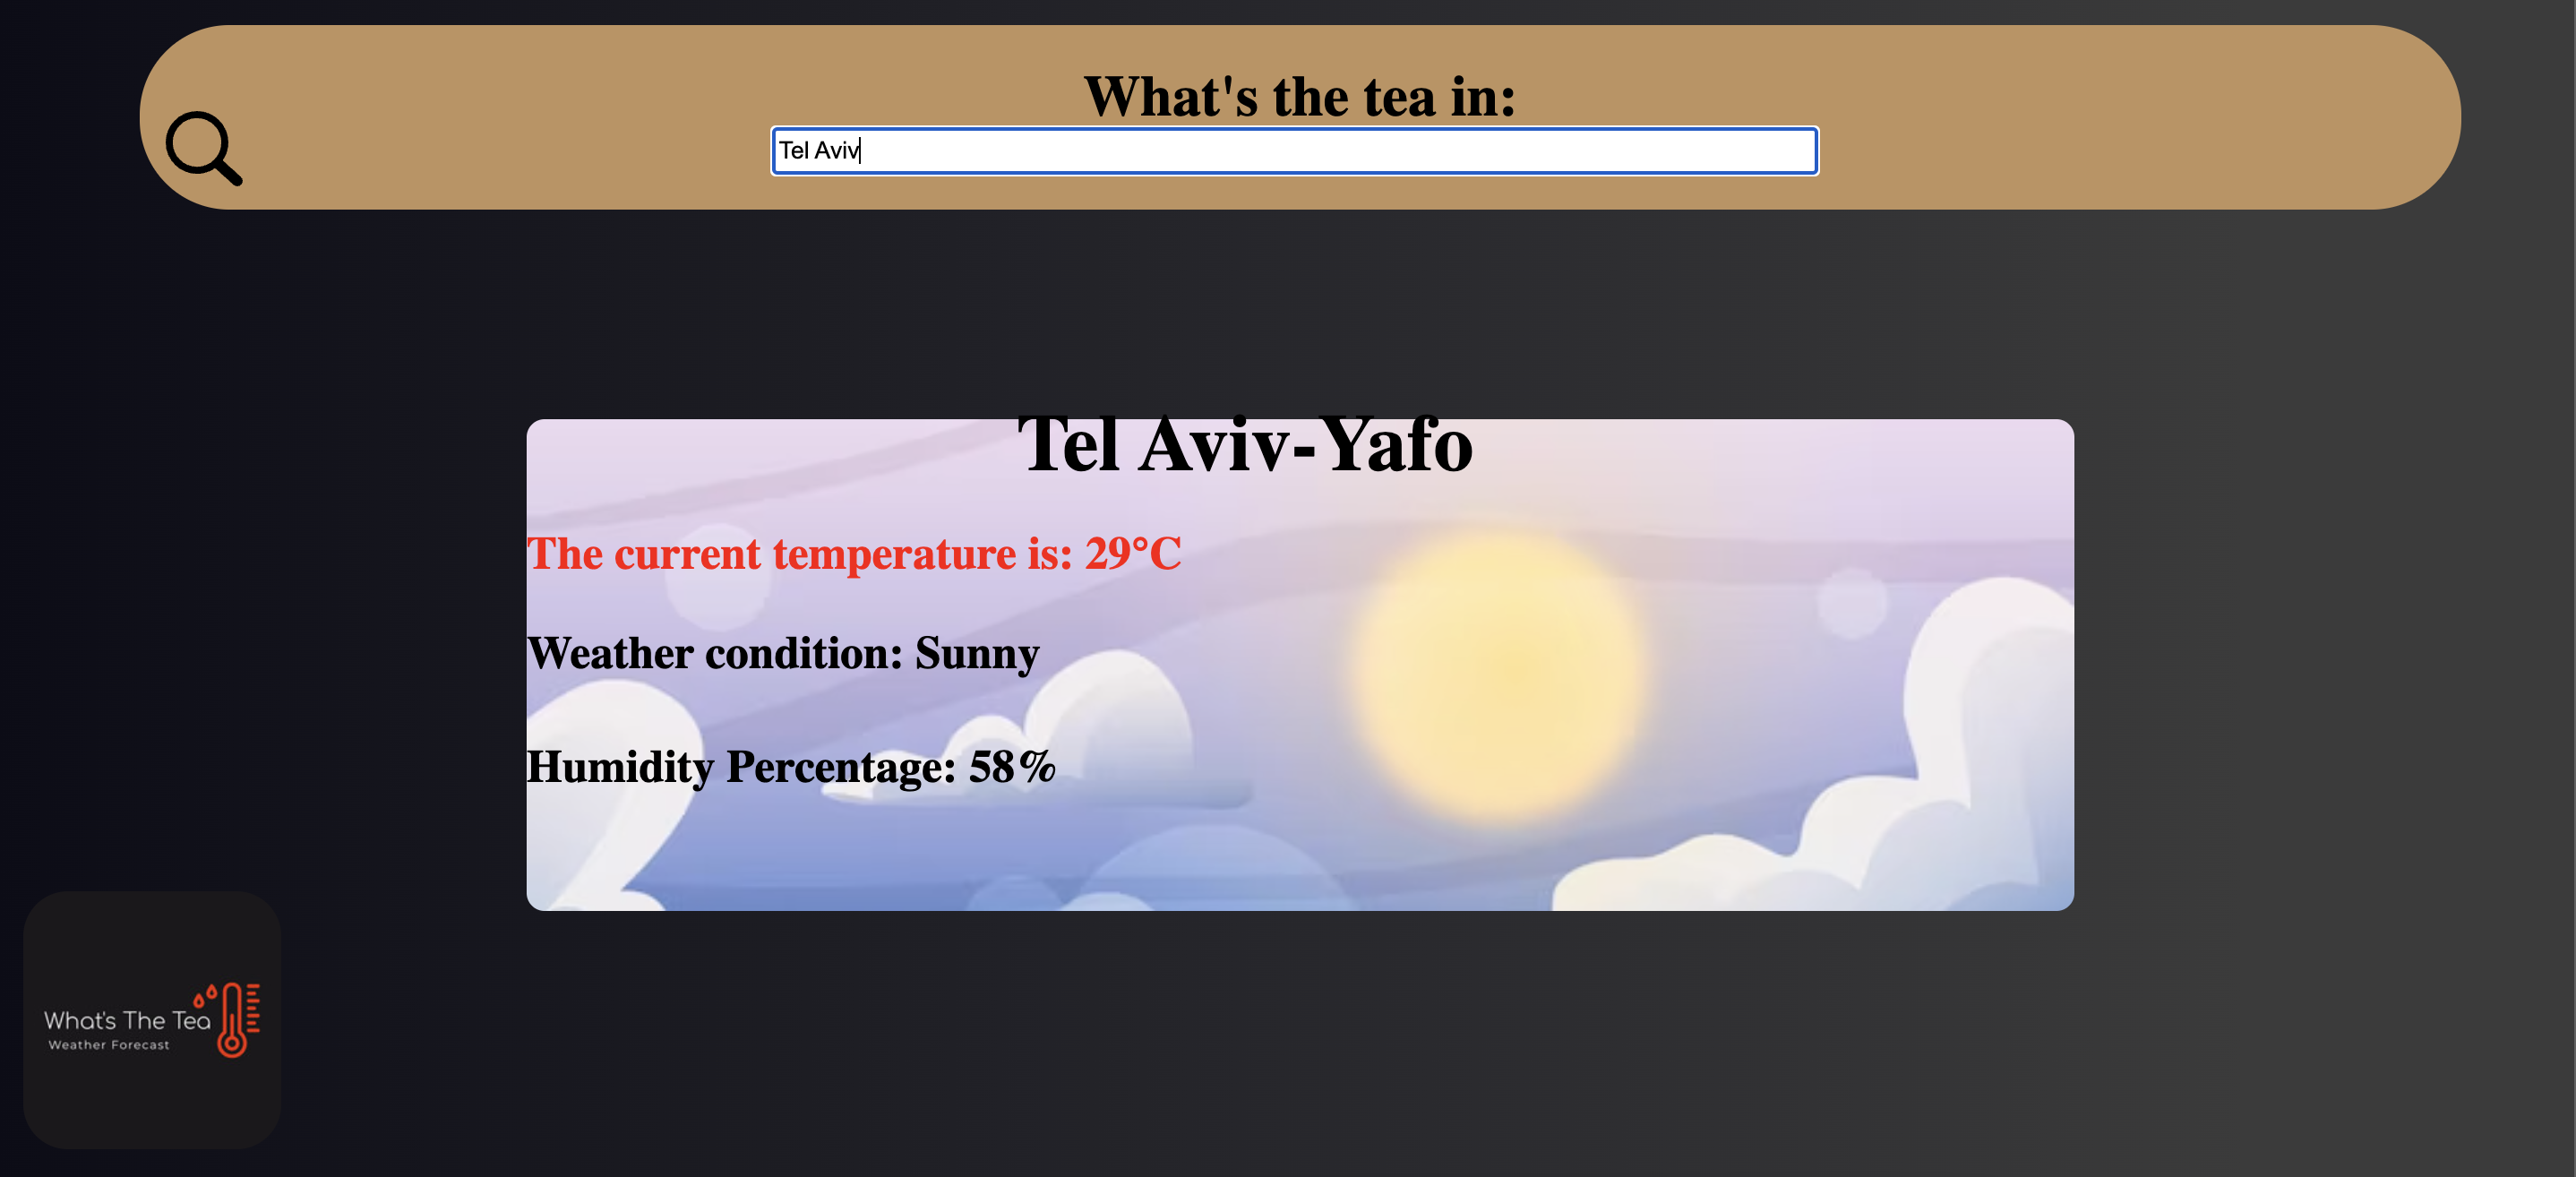 What's the tea in:
Tel Aviv
Tel Aviv-Yafo
The current temperature is: 29°C
Weather condition: Sunny
Humidity Percentage: 58%
What's The Tea
Weather Forecast